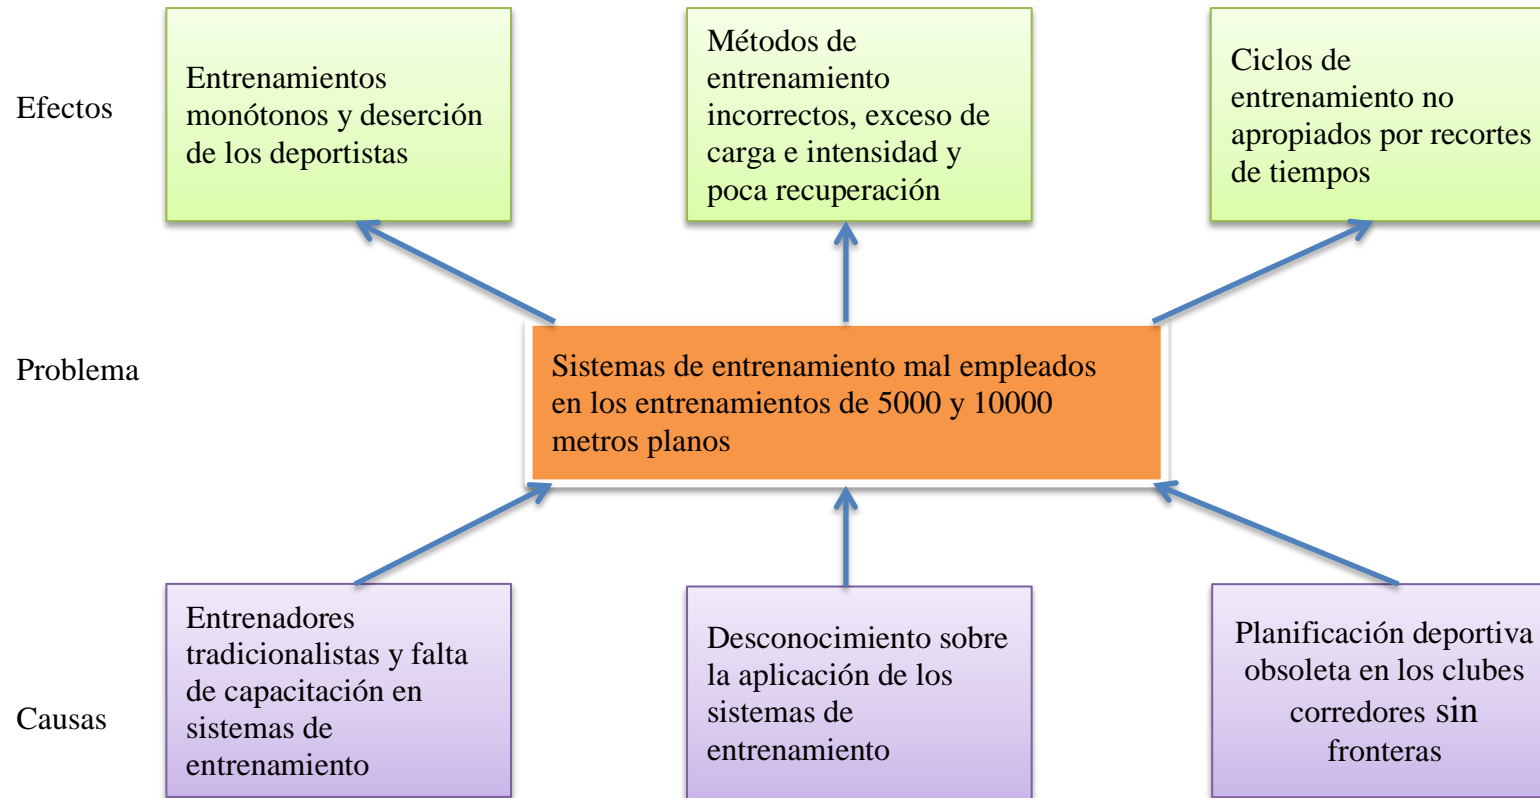 Efectos
Entrenamientos
monótonos y deserción
de los deportistas
Métodos de
entrenamiento
incorrectos, exceso de
carga e intensidad y
poca recuperación
Ciclos de
entrenamiento no
apropiados por recortes
de tiempos
Problema
Sistemas de entrenamiento mal empleados
en los entrenamientos de 5000 y 10000
metros planos
Causas
Entrenadores
tradicionalistas y falta
de capacitación en
sistemas de
entrenamiento
Desconocimiento sobre
la aplicación de los
sistemas de
entrenamiento
Planificación deportiva
obsoleta en los clubes
corredores sin
fronteras